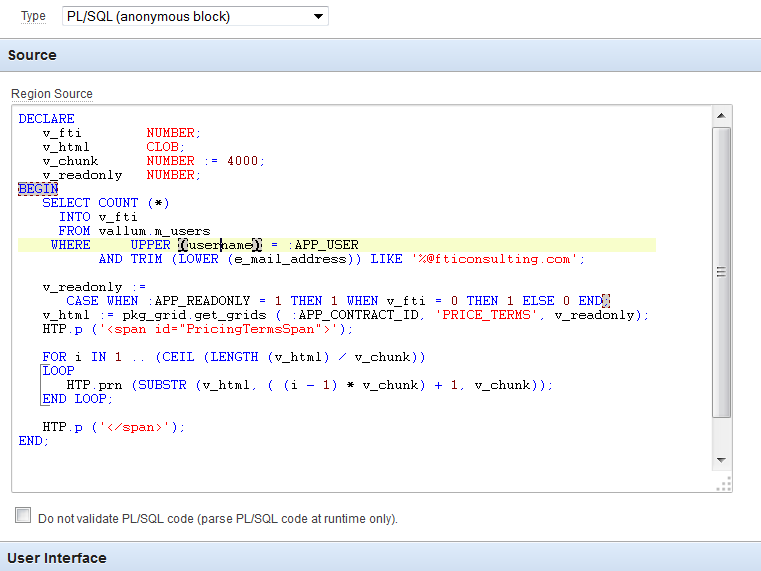 Type PL/SQL (anonymous block)
Source
Region Source
DECLARE
   v_fti        NUMBER;
   v_html       CLOB;
   v_chunk      NUMBER := 4000;
   v_readonly   NUMBER;
BEGIN
   SELECT COUNT (*)
     INTO v_fti
     FROM vallum.m_users
    WHERE     UPPER (username) = :APP_USER
          AND TRIM (LOWER (e_mail_address)) LIKE '%@fticonsulting.com';
   v_readonly :=
      CASE WHEN :APP_READONLY = 1 THEN 1 WHEN v_fti = 0 THEN 1 ELSE 0 END;
   v_html := pkg_grid.get_grids ( :APP_CONTRACT_ID, 'PRICE_TERMS', v_readonly);
   HTP.p ('<span id="PricingTermsSpan">');
   FOR i IN 1 .. (CEIL (LENGTH (v_html) / v_chunk))
   LOOP
      HTP.prn (SUBSTR (v_html, ( (i - 1) * v_chunk) + 1, v_chunk));
   END LOOP;
   HTP.p ('</span>');
END;
Do not validate PL/SQL code (parse PL/SQL code at runtime only).
User Interface